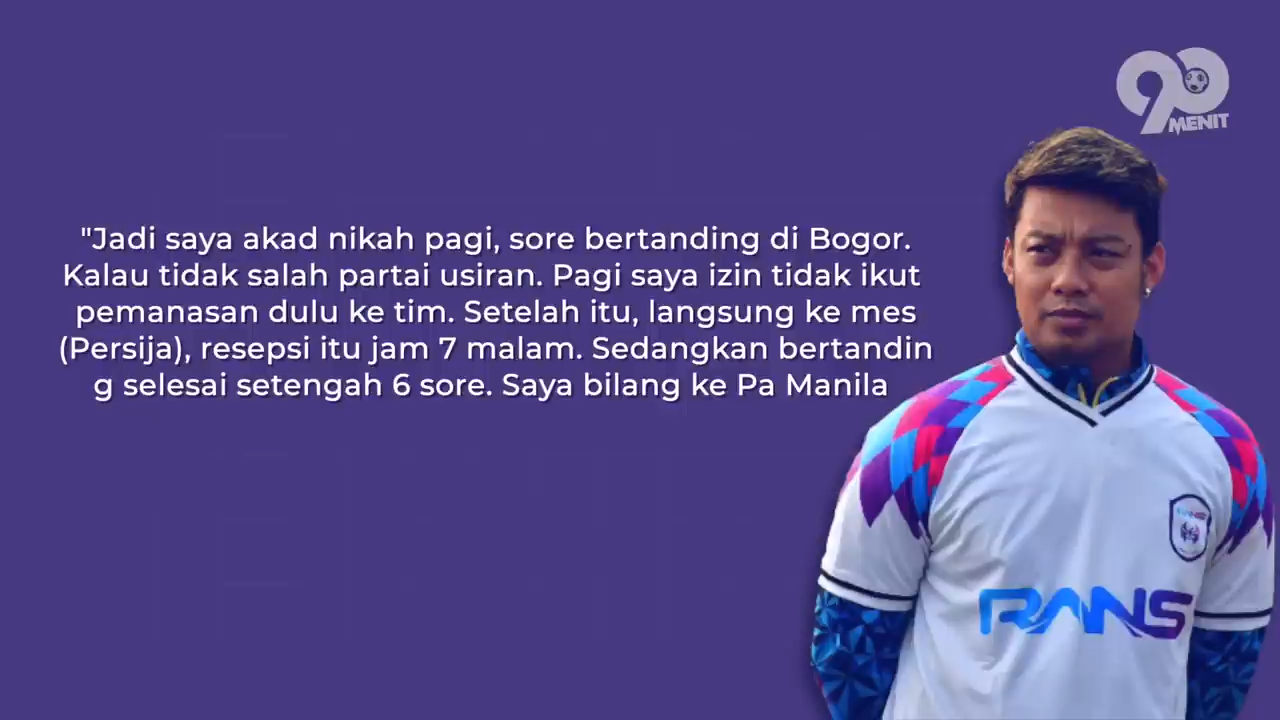 90
MENIT
"Jadi saya akad nikah pagi, sore bertanding di Bogor.
Kalau tidak salah partai usiran. Pagi saya izin tidak ikut
pemanasan dulu ke tim. Setelah itu, langsung ke mes
(Persija), resepsi itu jam 7 malam. Sedangkan bertandin
g selesai setengah 6 sore. Saya bilang ke Pa Manila
RANS
RANS